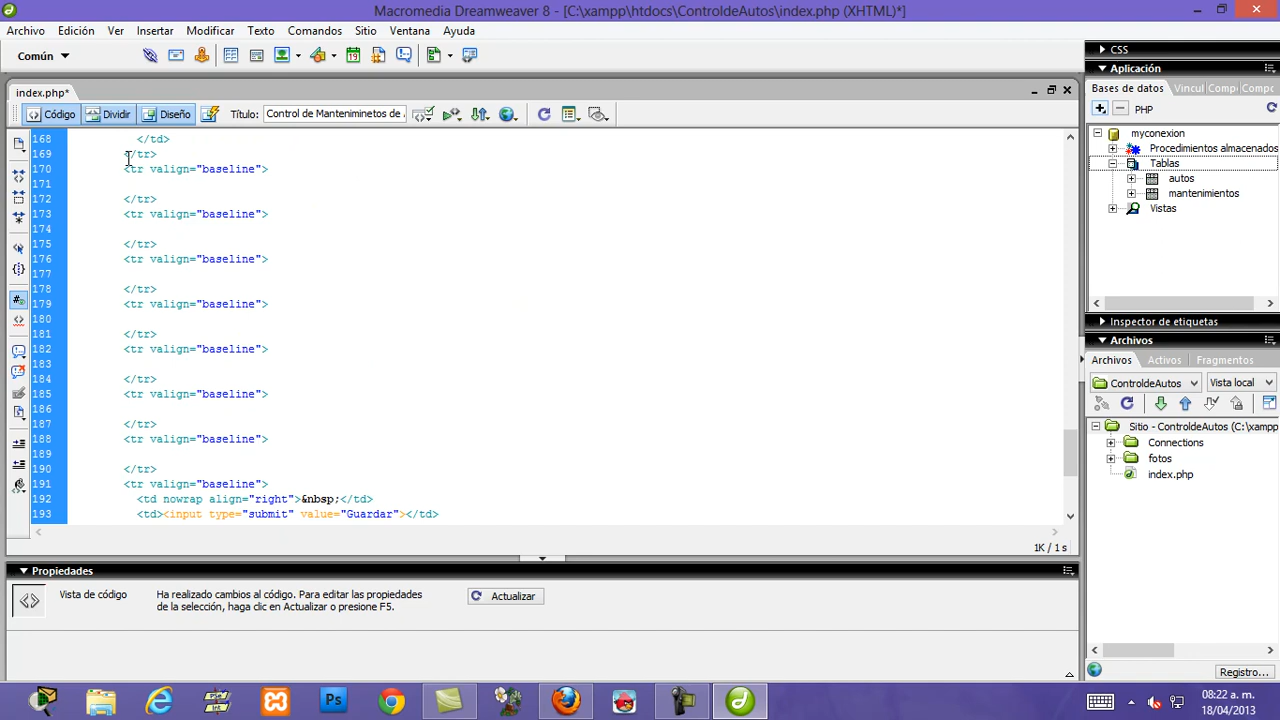 Macromedia Dreamweaver 8 - [C:\xampp\htdocs\ControldeAutos\index.php (XHTML)*]
Archivo Edición Ver Insertar Modificar Texto Comandos Sitio Ventana Ayuda
Común
index.php*
Código Dividir Diseño Título: Control de Manteniminetos de
168 </td>
169 </tr>
170 <tr valign="baseline">
171
172 </tr>
173 <tr valign="baseline">
174
175 </tr>
176 <tr valign="baseline">
177
178 </tr>
179 <tr valign="baseline">
180
181 </tr>
182 <tr valign="baseline">
183
184 </tr>
185 <tr valign="baseline">
186
187 </tr>
188 <tr valign="baseline">
189
190 </tr>
191 <tr valign="baseline">
192 <td nowrap align="right">&nbsp;</td>
193 <td><input type="submit" value="Guardar"></td>
1K / 1 s
Propiedades
Vista de código
Ha realizado cambios al código. Para editar las propiedades
de la selección, haga clic en Actualizar o presione F5.
Actualizar
CSS
Aplicación
Bases de datos Vincul Comp Compc
PHP
myconexion
Procedimientos almacenados
Tablas
autos
mantenimientos
Vistas
Inspector de etiquetas
Archivos
Archivos Activos Fragmentos
ControldeAutos Vista local
Sitio - ControldeAutos (C:\xampp
Connections
fotos
index.php
Registro...
Ps
08:22 a. m.
18/04/2013